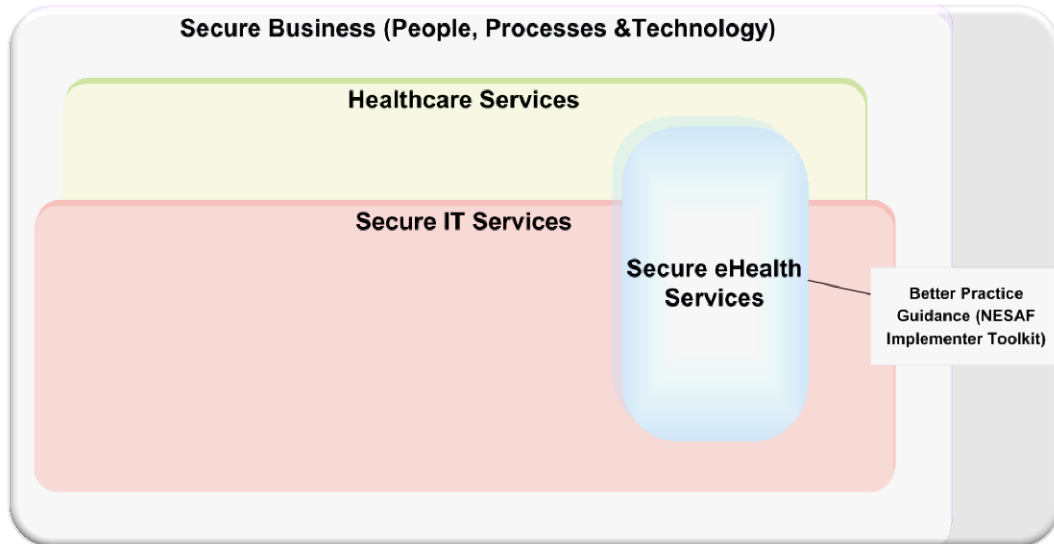 Secure Business (People, Processes &Technology)
Healthcare Services
Secure IT Services
Secure eHealth
Services
Better Practice
Guidance (NESAF
Implementer Toolkit)